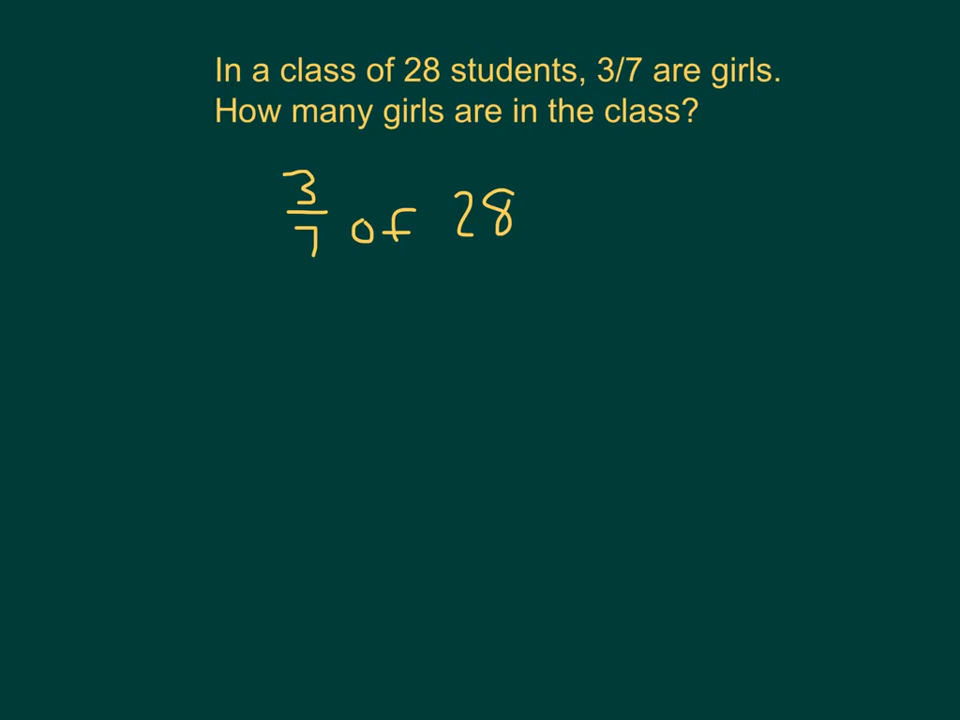 In a class of 28 students, 3/7 are girls.
How many girls are in the class?
3/7 of 28